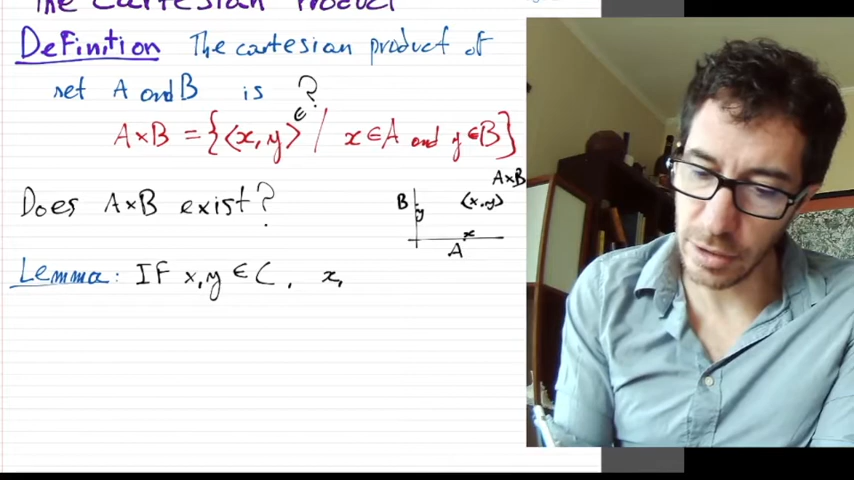 The Cartesian Product
Definition The cartesian product of
set A and B is ?
A×B = {⟨x,y⟩ ∈ / x∈A and y∈B}
Does A×B exist?
A×B
B y ⟨x,y⟩
x
A
Lemma: IF x,y ∈ C, x,